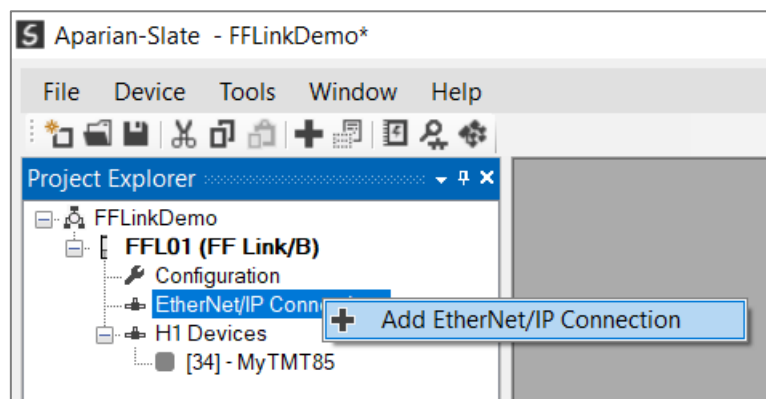 S Aparian-Slate - FFLinkDemo*
File Device Tools Window Help
Project Explorer
FFLinkDemo
FFL01 (FF Link/B)
Configuration
EtherNet/IP
Add EtherNet/IP Connection
H1 Devices
[34] - MyTMT85